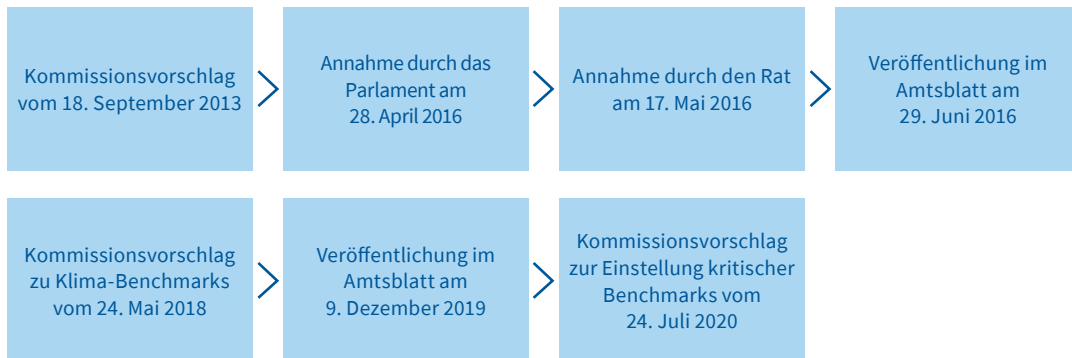 Kommissionsvorschlag
vom 18. September 2013
Annahme durch das
Parlament am
28. April 2016
Annahme durch den Rat
am 17. Mai 2016
Veröffentlichung im
Amtsblatt am
29. Juni 2016
Kommissionsvorschlag
zu Klima-Benchmarks
vom 24. Mai 2018
Veröffentlichung im
Amtsblatt am
9. Dezember 2019
Kommissionsvorschlag
zur Einstellung kritischer
Benchmarks vom
24. Juli 2020